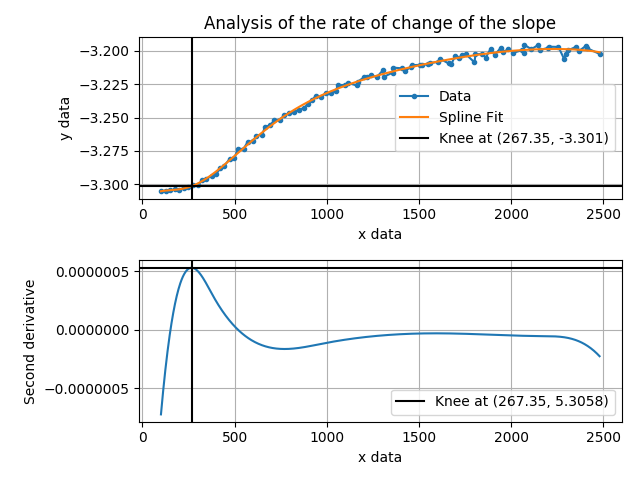 Analysis of the rate of change of the slope
−3.200
−3.225
−3.250
−3.275
−3.300
y data
Data
Spline Fit
Knee at (267.35, -3.301)
0 500 1000 1500 2000 2500
x data
0.0000005
0.0000000
−0.0000005
Second derivative
Knee at (267.35, 5.3058)
0 500 1000 1500 2000 2500
x data